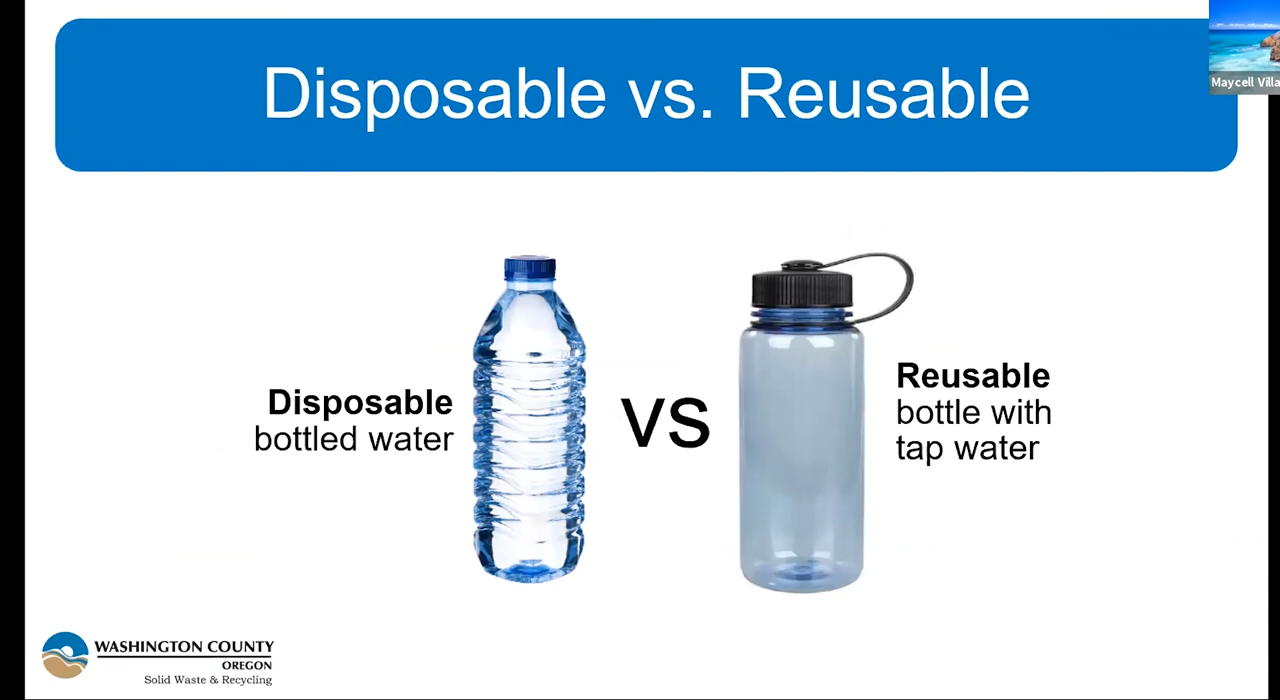 Disposable vs. Reusable
Maycell Villa
Disposable
bottled water
vs
Reusable
bottle with
tap water
WASHINGTON COUNTY
OREGON
Solid Waste & Recycling